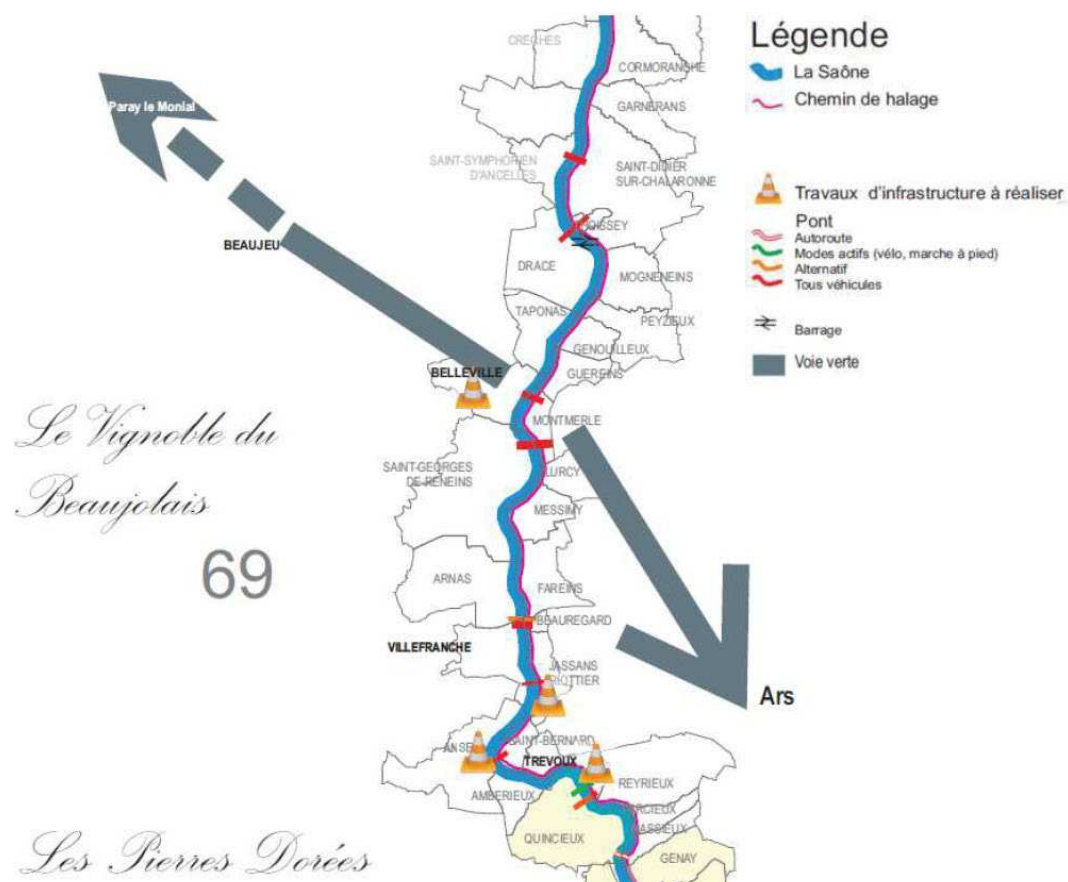 Légende
La Saône
Chemin de halage
Travaux d'infrastructure à réaliser
Pont
Autoroute
Modes actifs (vélo, marche à pied)
Alternatif
Tous véhicules
Barrage
Voie verte
CRECHES
CORMORANCHE
Paray le Monial
GARNERANS
SAINT-SYMPHORIEN
D'ANCELLES
SAINT-DIDIER
SUR-CHALARONNE
BEAUJEU
DRACE
MOGNENEINS
TAPONAS
PEYZIEUX
GENOUILLEUX
BELLEVILLE
GUEREINS
Le Vignoble du
Beaujolais
69
MONTMERLE
SAINT-GEORGES
DE-RENEINS
LURCY
MESSIMY
ARNAS
FAREINS
BEAUREGARD
VILLEFRANCHE
JASSANS
RIOTTIER
Ars
ANSE
SAINT-BERNARD
TREVOUX
REYRIEUX
AMBERIEUX
QUINCIEUX
GENAY
Les Pierres Dorées